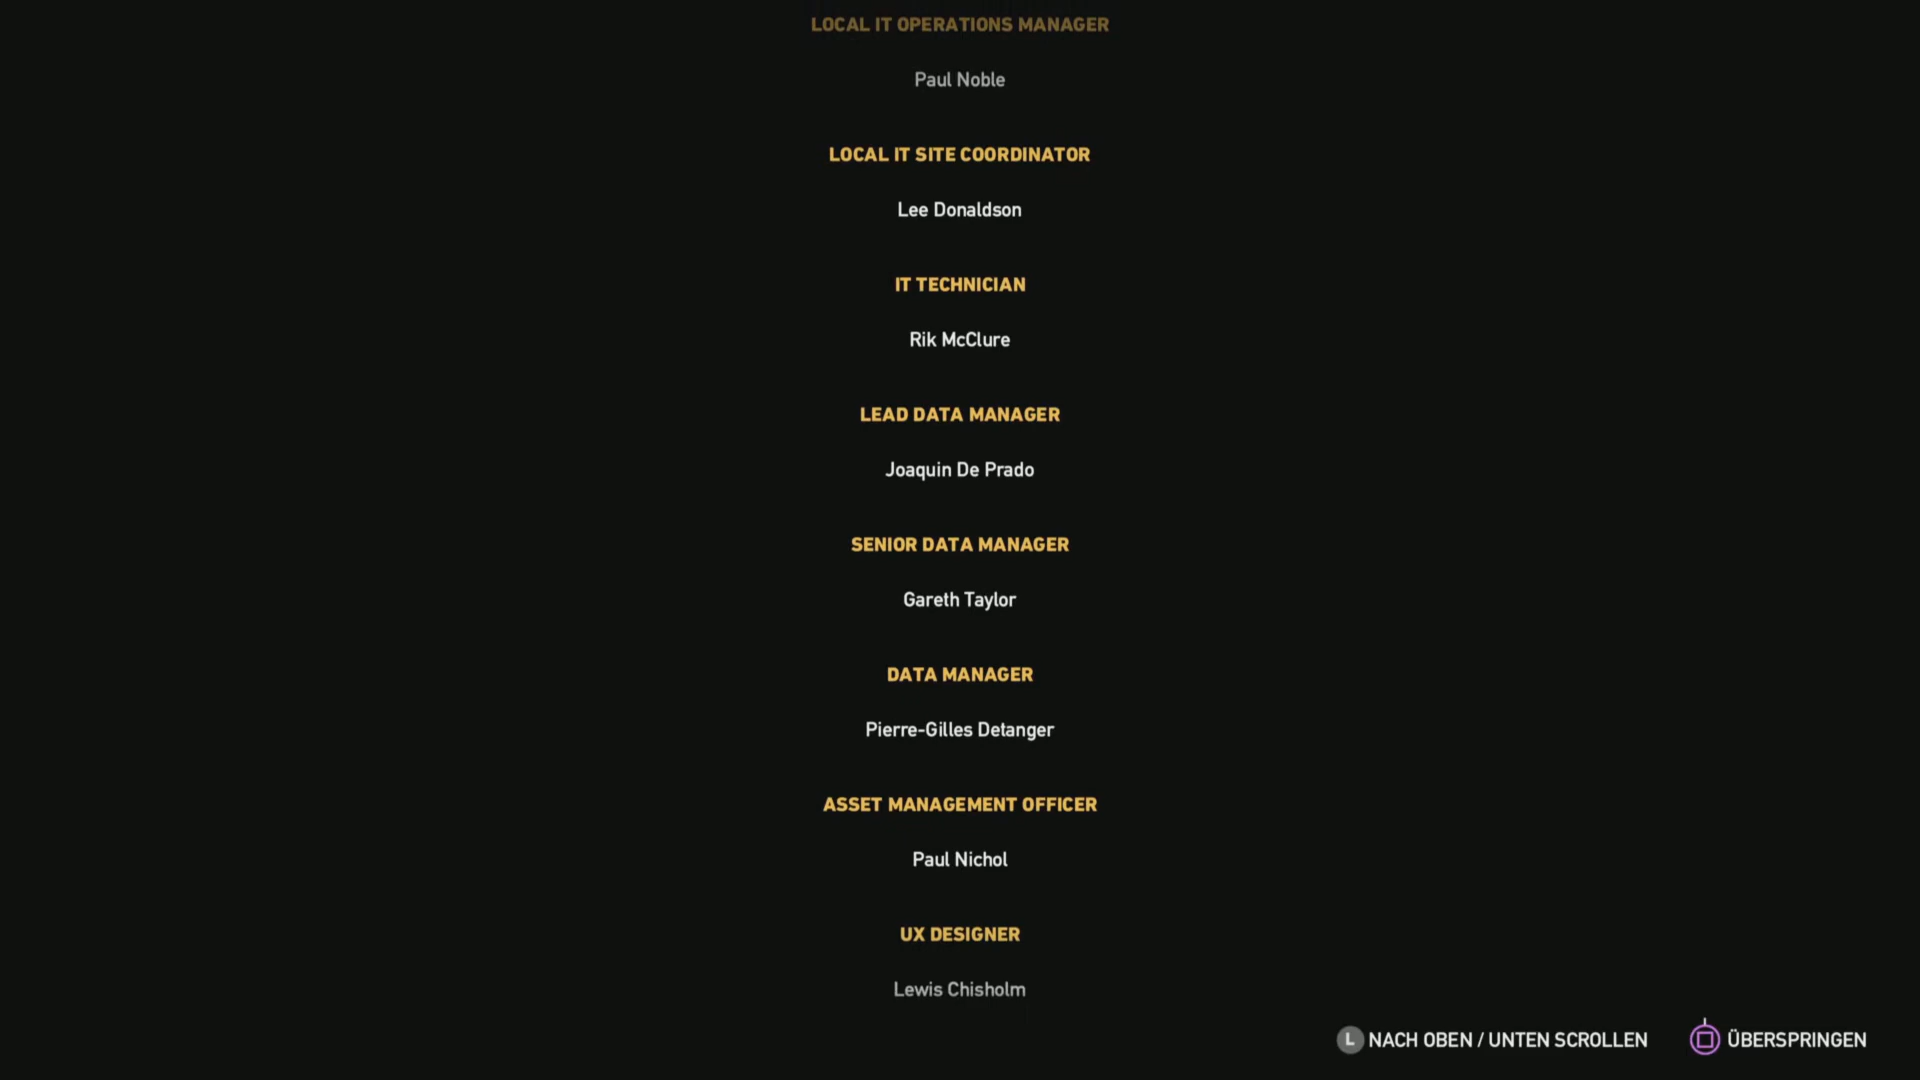 LOCAL IT OPERATIONS MANAGER
Paul Noble
LOCAL IT SITE COORDINATOR
Lee Donaldson
IT TECHNICIAN
Rik McClure
LEAD DATA MANAGER
Joaquin De Prado
SENIOR DATA MANAGER
Gareth Taylor
DATA MANAGER
Pierre-Gilles Detanger
ASSET MANAGEMENT OFFICER
Paul Nichol
UX DESIGNER
Lewis Chisholm
L NACH OBEN / UNTEN SCROLLEN ÜBERSPRINGEN